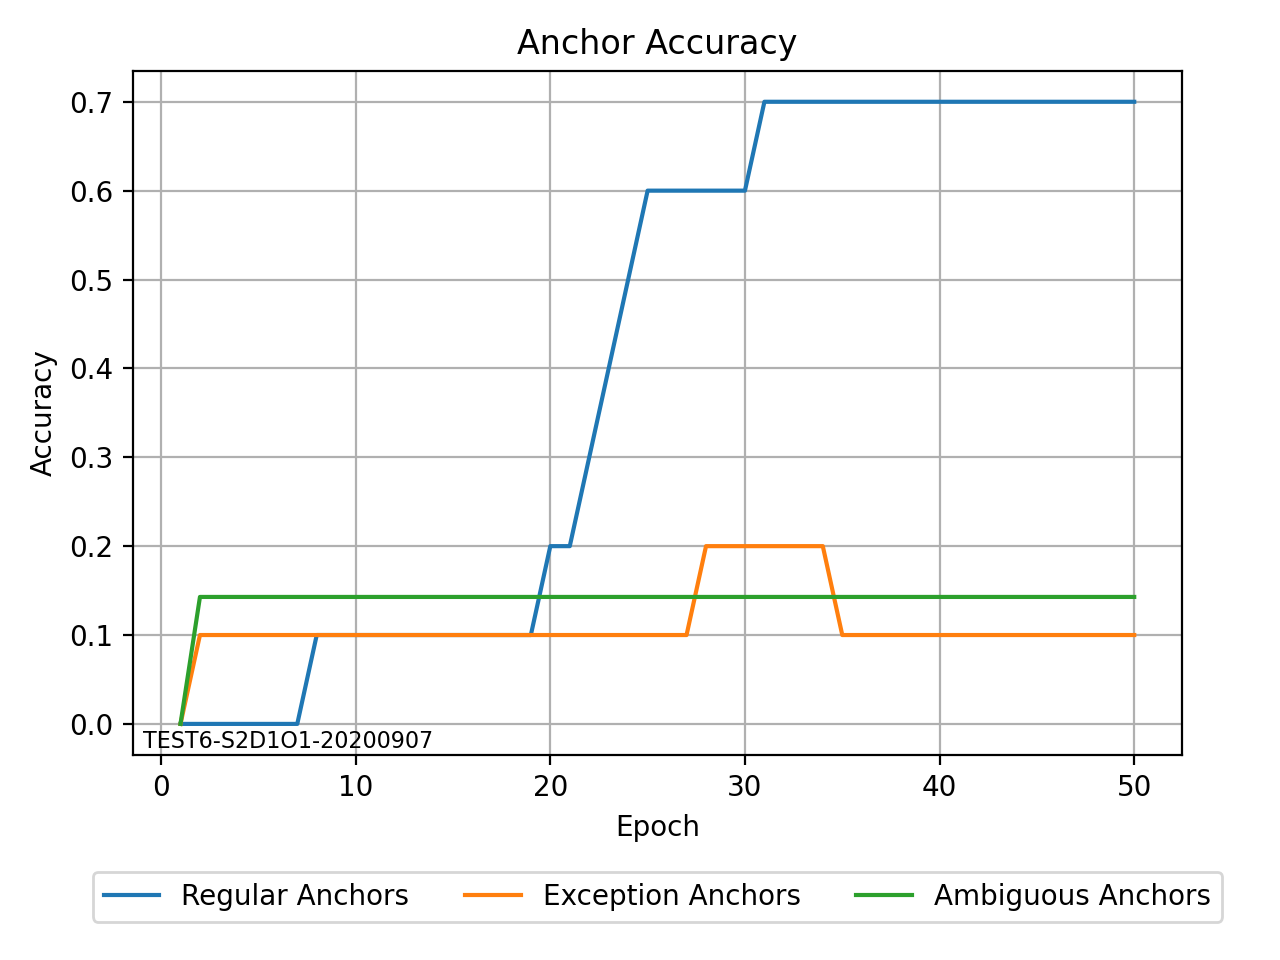 Anchor Accuracy
Accuracy
0.7
0.6
0.5
0.4
0.3
0.2
0.1
0.0
TEST6-S2D1O1-20200907
0 10 20 30 40 50
Epoch
Regular Anchors Exception Anchors Ambiguous Anchors